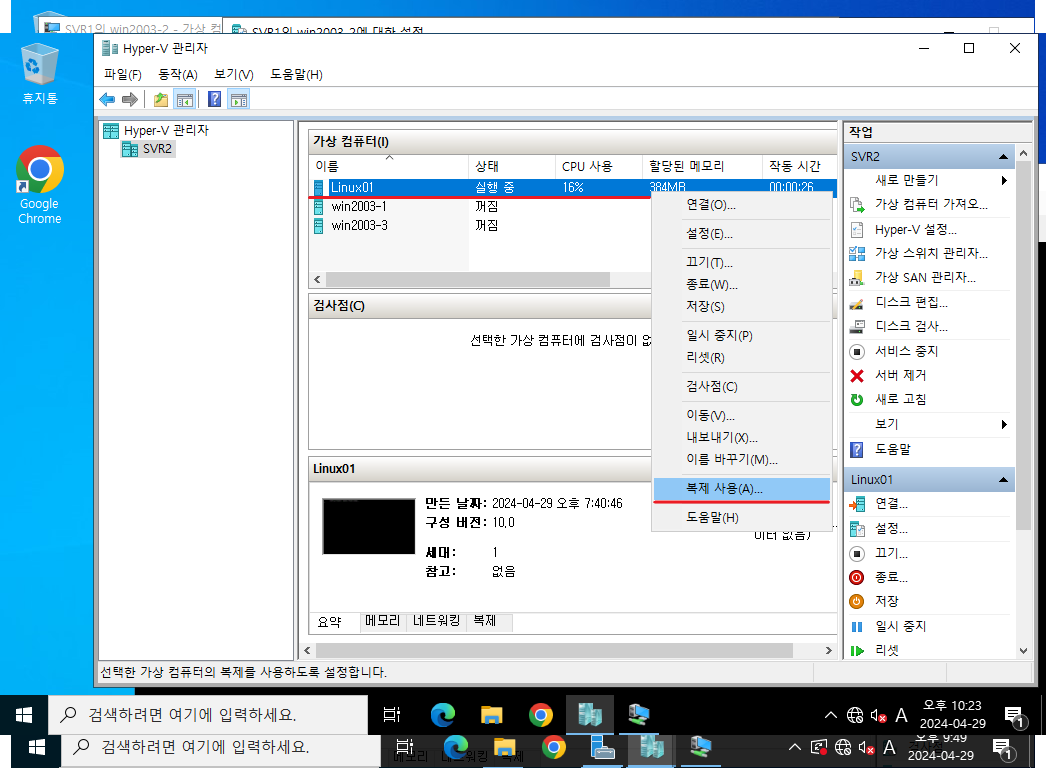 SVR1의 win2003-2 - 가상 컴
SVR1의 win2003-2에 대한 설정
휴지통
Google
Chrome
Hyper-V 관리자
파일(F) 동작(A) 보기(V) 도움말(H)
Hyper-V 관리자
SVR2
가상 컴퓨터(I)
이름 상태 CPU 사용 할당된 메모리 작동 시간
Linux01 실행 중 16% 384MB 00:00:26
win2003-1 꺼짐
win2003-3 꺼짐
검사점(C)
선택한 가상 컴퓨터에 검사점이 없
Linux01
만든 날짜: 2024-04-29 오후 7:40:46
구성 버전: 10,0
세대: 1
참고: 없음
이터 없음)
요약 메모리 네트워킹 복제
연결(O)...
설정(E)...
끄기(T)...
종료(W)...
저장(S)
일시 중지(P)
리셋(R)
검사점(C)
이동(V)...
내보내기(X)...
이름 바꾸기(M)...
복제 사용(A)...
도움말(H)
작업
SVR2
새로 만들기
가상 컴퓨터 가져오...
Hyper-V 설정...
가상 스위치 관리자...
가상 SAN 관리자...
디스크 편집...
디스크 검사...
서비스 중지
서버 제거
새로 고침
보기
도움말
Linux01
연결...
설정...
끄기...
종료...
저장
일시 중지
리셋
선택한 가상 컴퓨터의 복제를 사용하도록 설정합니다.
검색하려면 여기에 입력하세요.
A
오후 10:23
2024-04-29
1
검색하려면 여기에 입력하세요.
메모리 네트워킹 복제
A
오후 9:49
2024-04-29
1